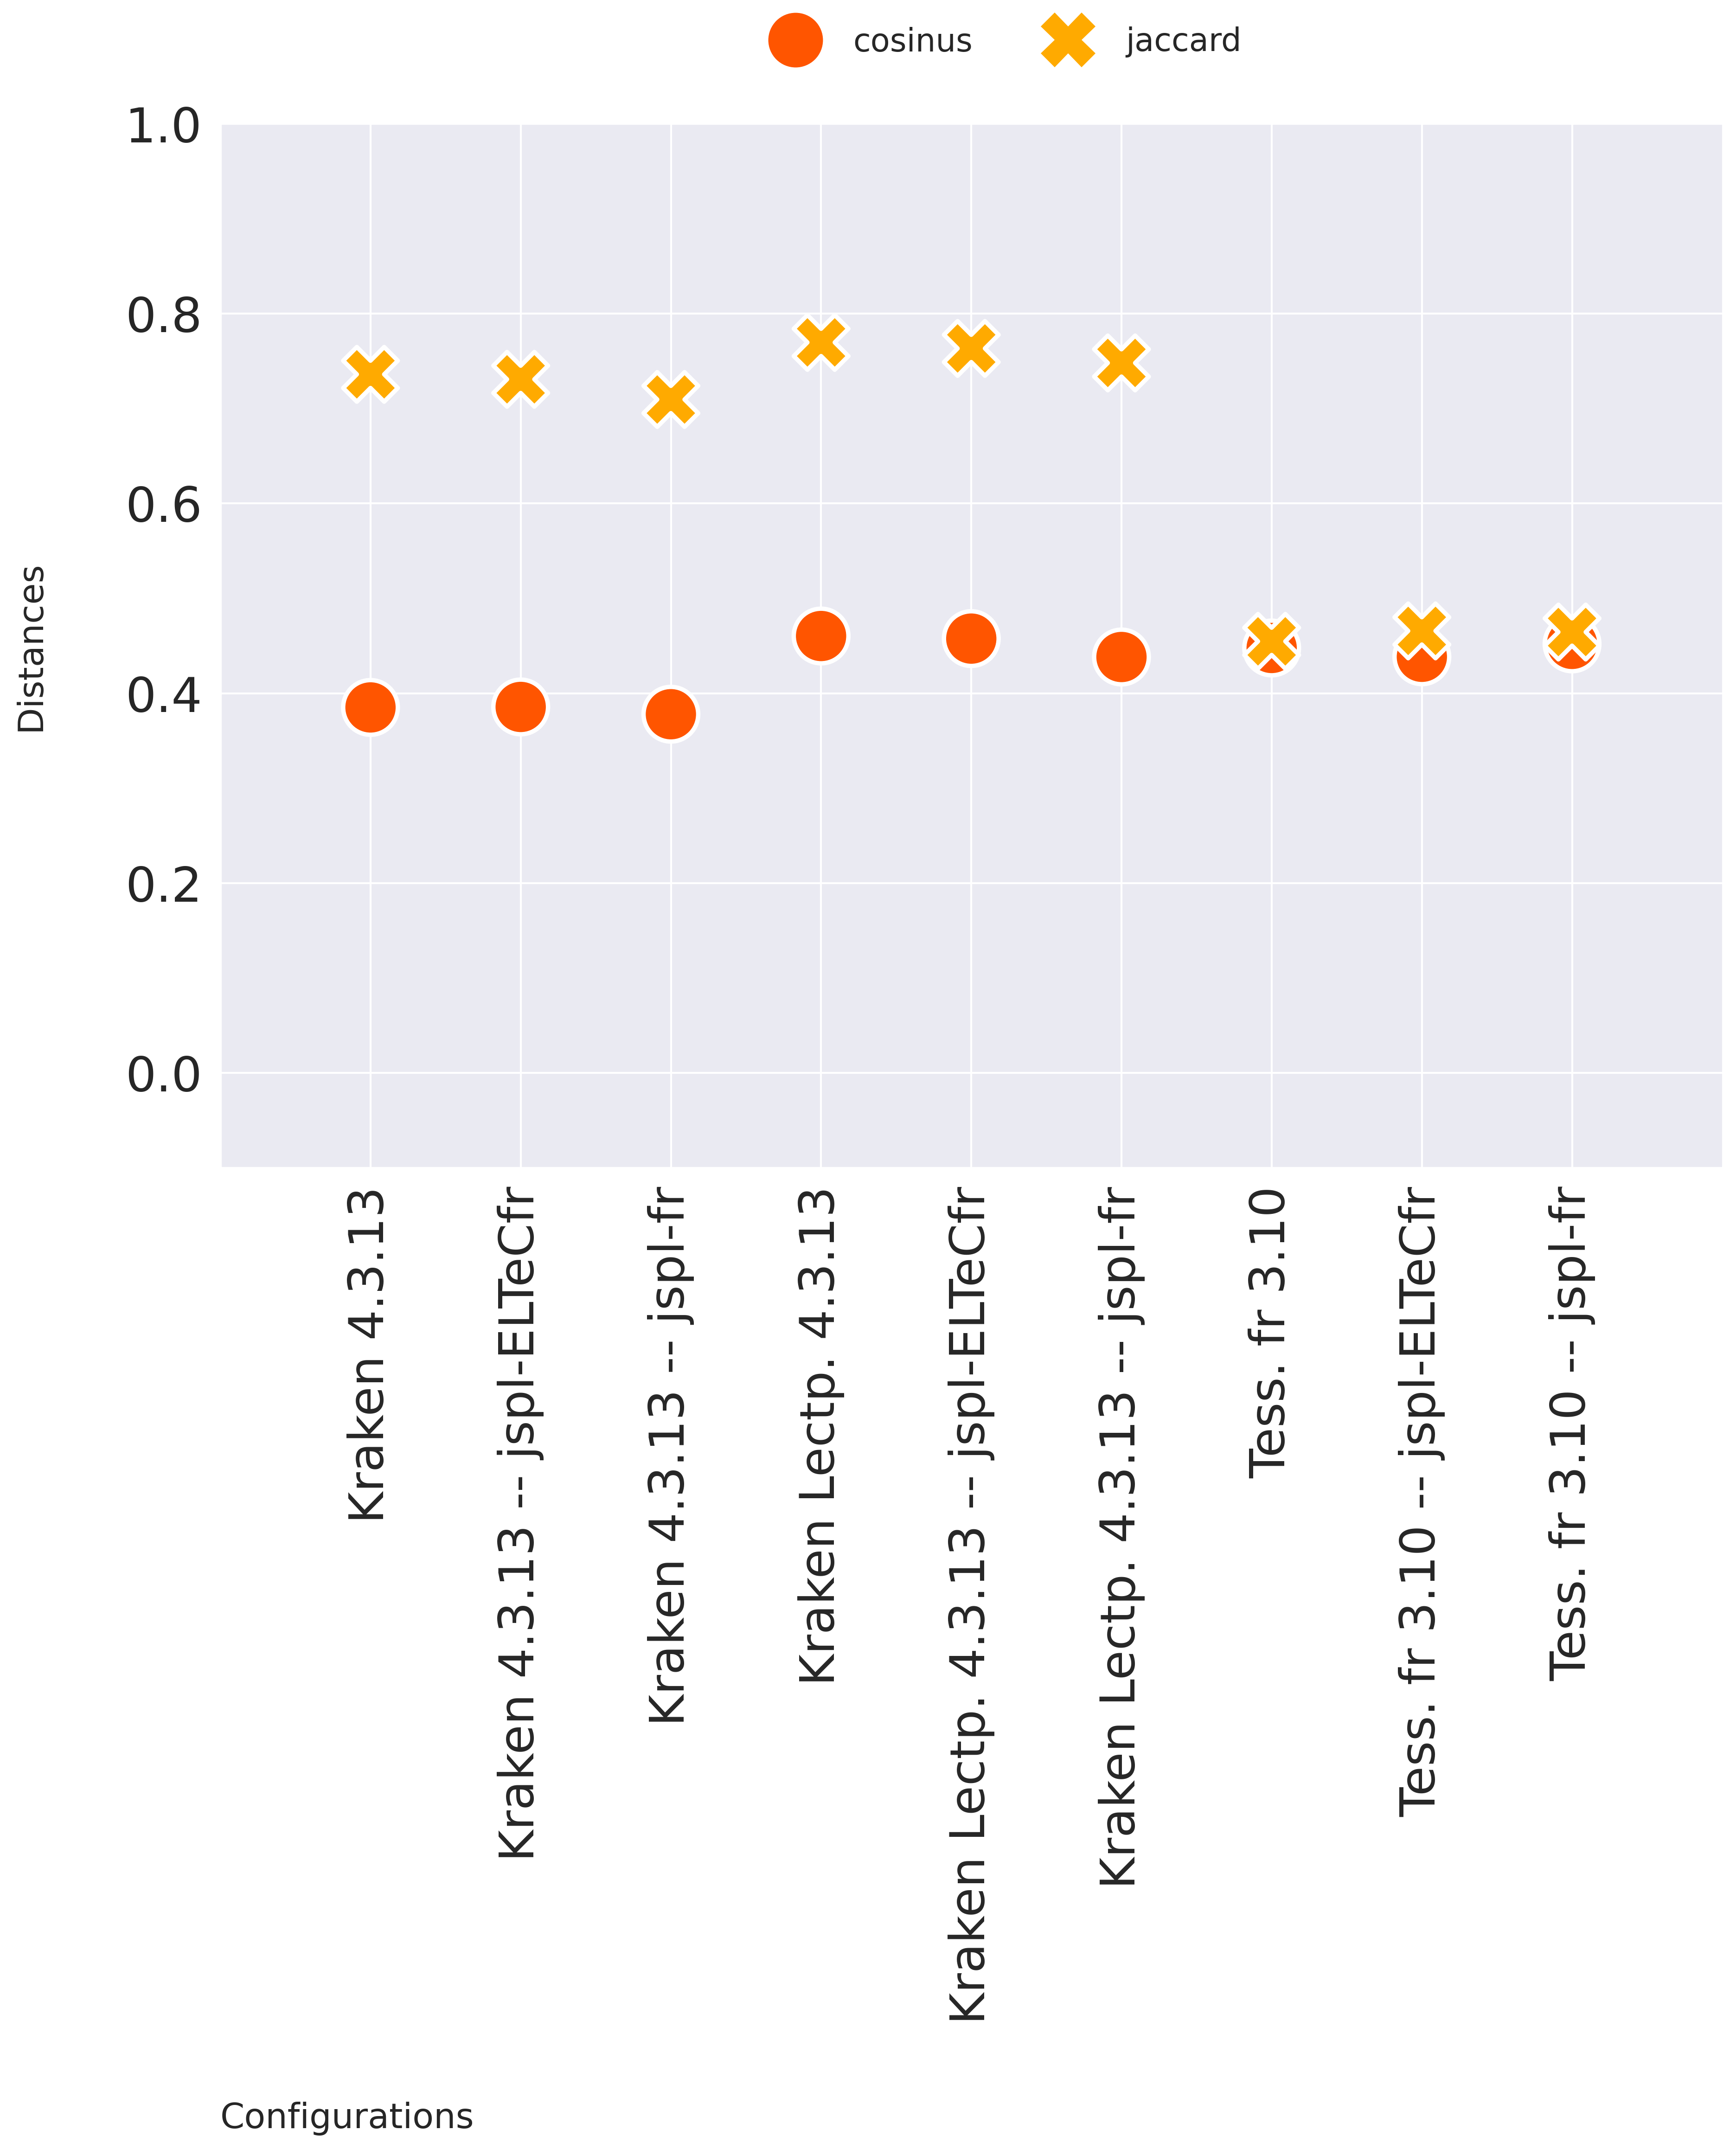 cosinus jaccard
1.0
0.8
0.6
0.4
0.2
0.0
Distances
Kraken 4.3.13
Kraken 4.3.13 -- jspl-ELTeCfr
Kraken 4.3.13 -- jspl-fr
Kraken Lectp. 4.3.13
Kraken Lectp. 4.3.13 -- jspl-ELTeCfr
Kraken Lectp. 4.3.13 -- jspl-fr
Tess. fr 3.10
Tess. fr 3.10 -- jspl-ELTeCfr
Tess. fr 3.10 -- jspl-fr
Configurations